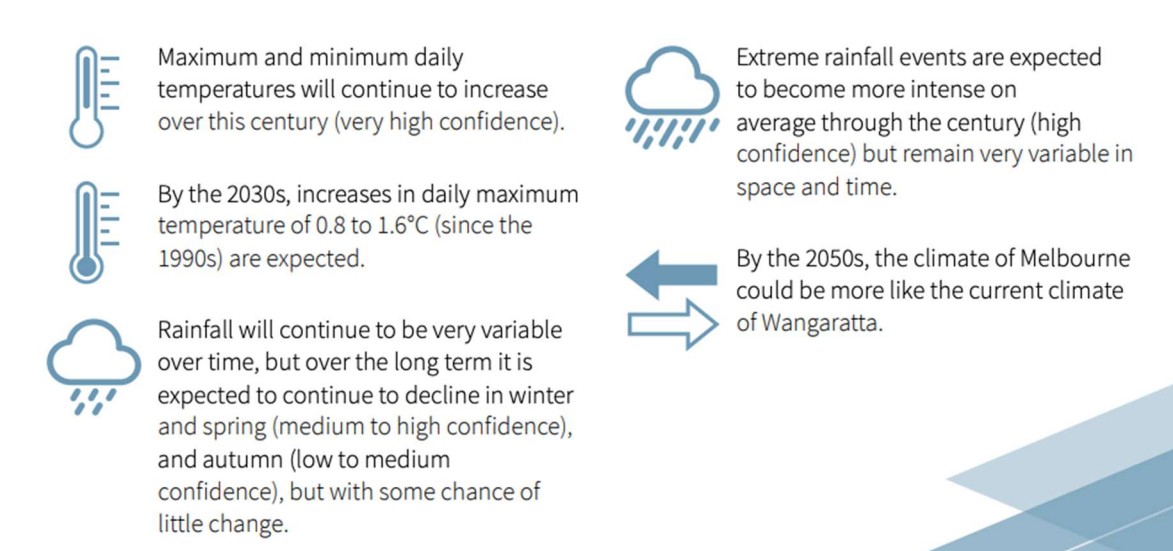 Maximum and minimum daily
temperatures will continue to increase
over this century (very high confidence).
By the 2030s, increases in daily maximum
temperature of 0.8 to 1.6°C (since the
1990s) are expected.
Rainfall will continue to be very variable
over time, but over the long term it is
expected to continue to decline in winter
and spring (medium to high confidence),
and autumn (low to medium
confidence), but with some chance of
little change.
Extreme rainfall events are expected
to become more intense on
average through the century (high
confidence) but remain very variable in
space and time.
By the 2050s, the climate of Melbourne
could be more like the current climate
of Wangaratta.